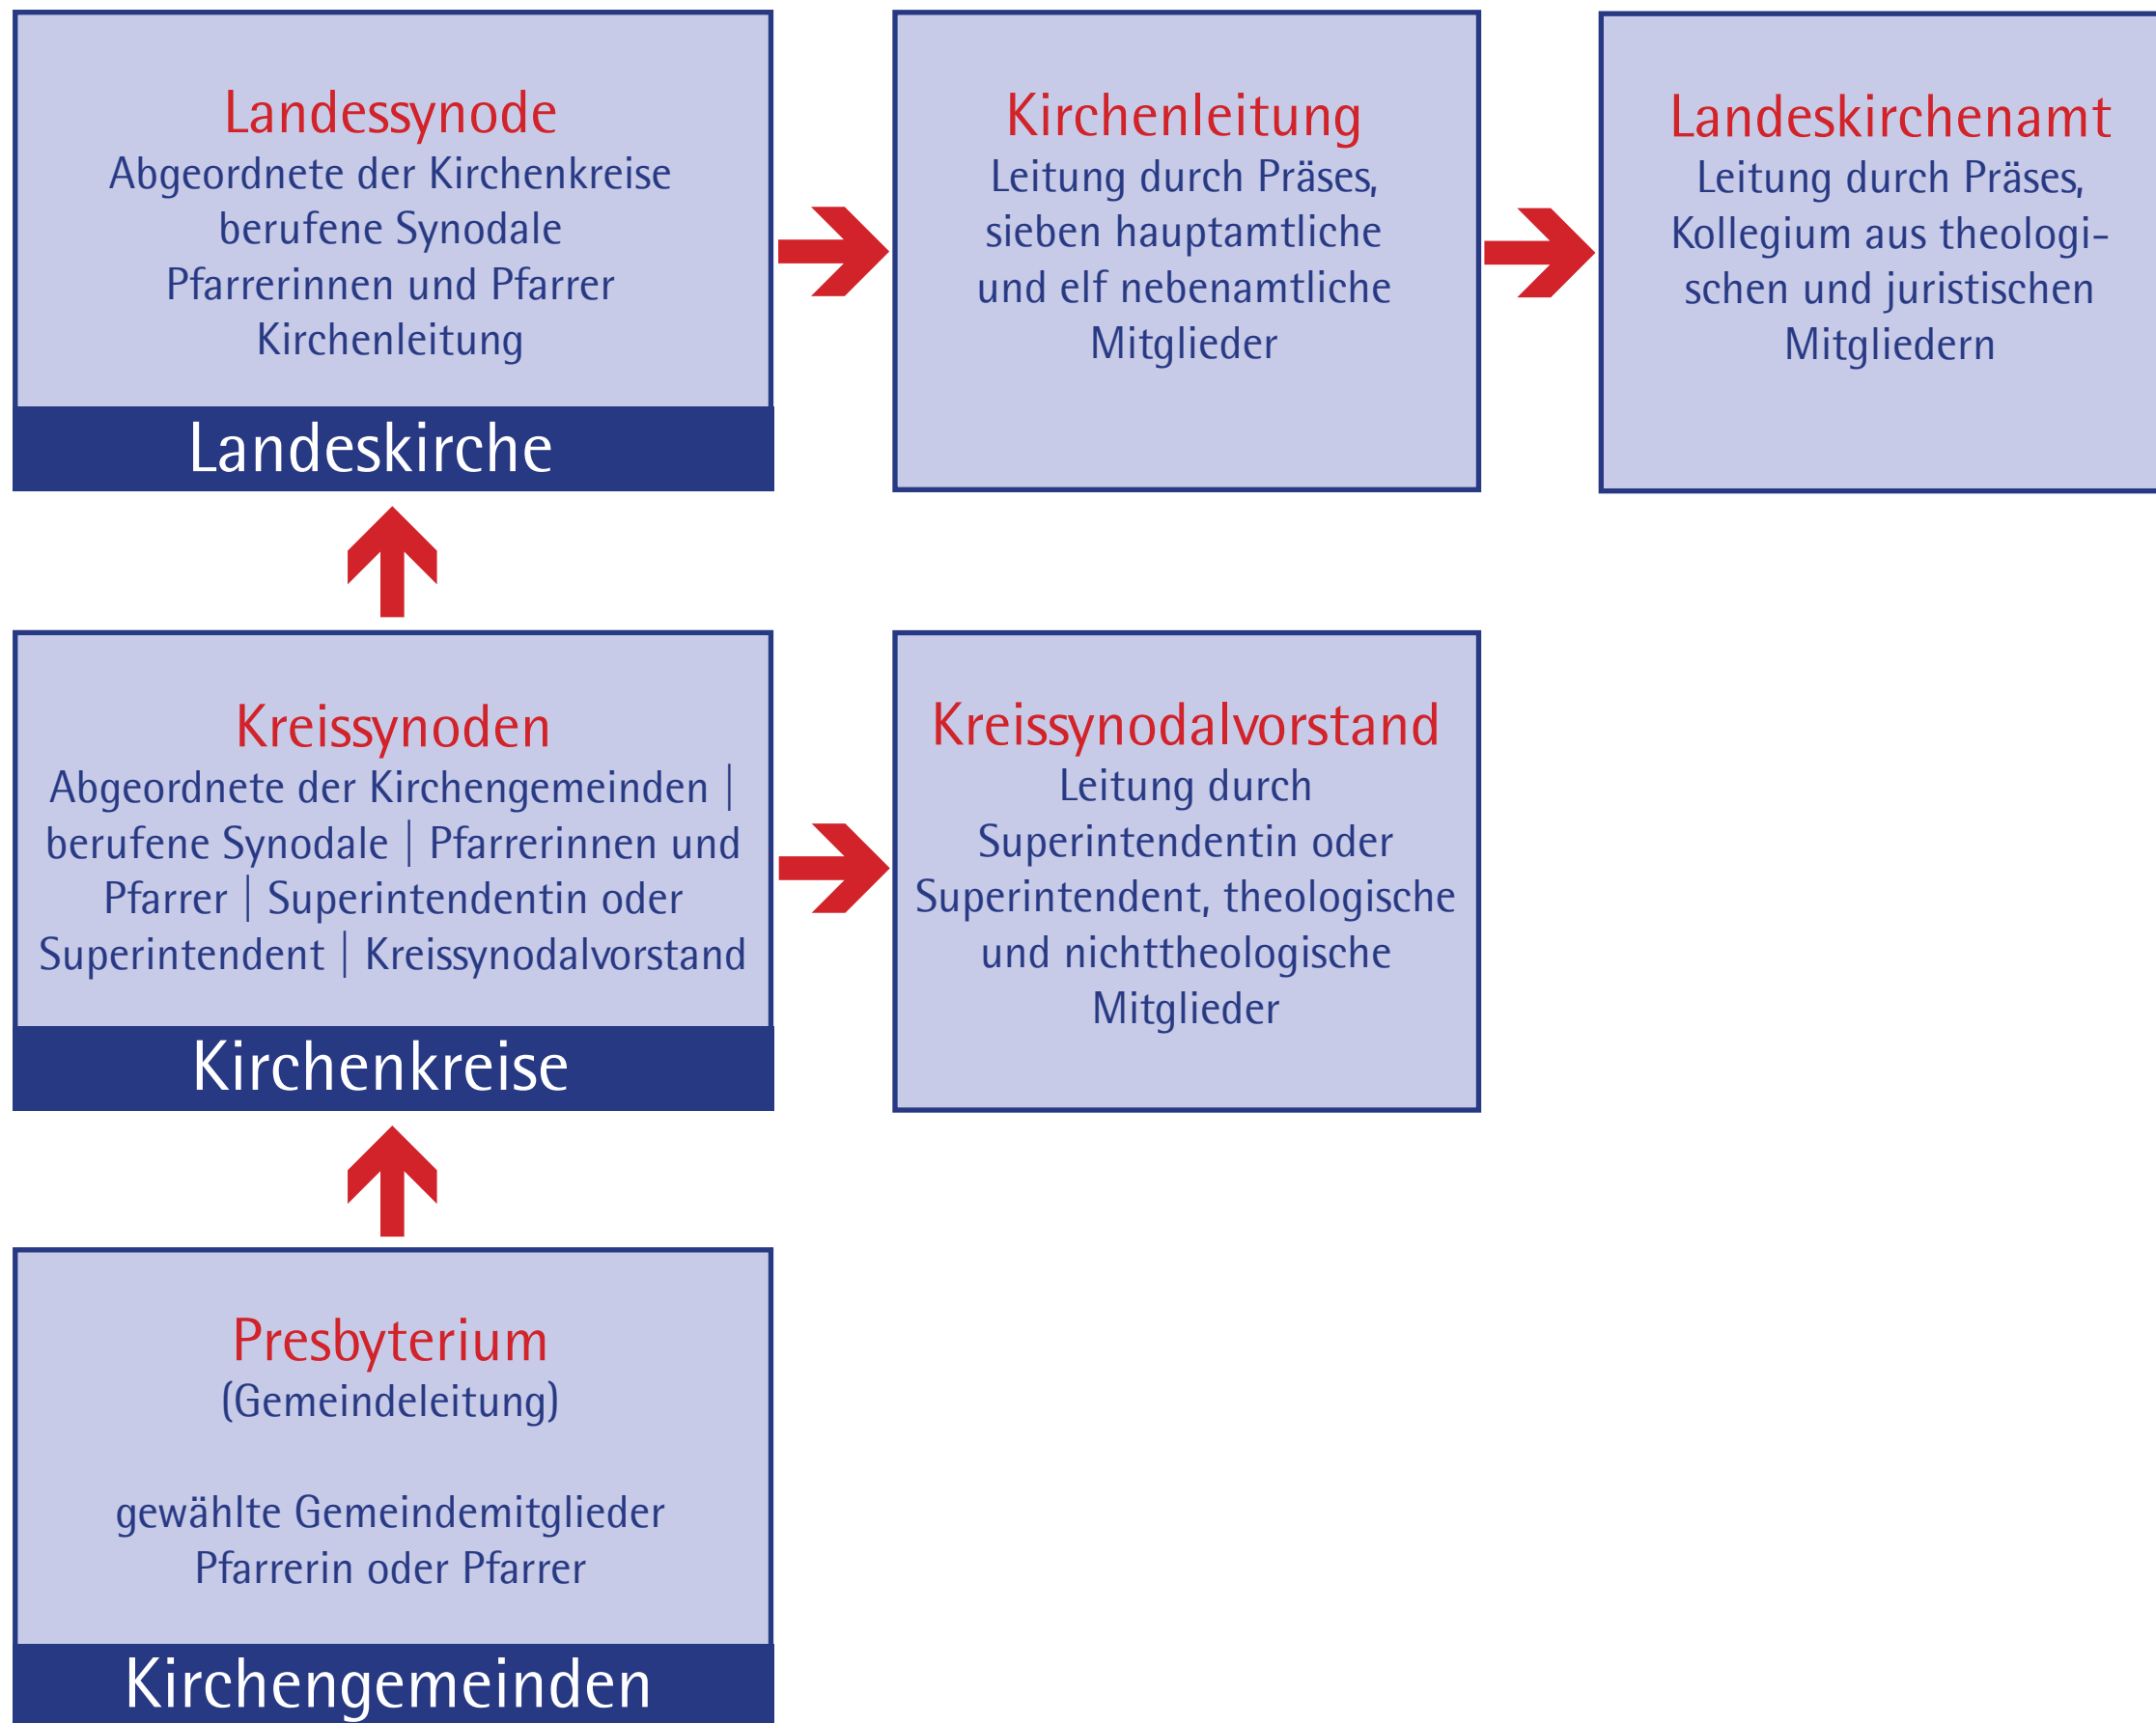 Landessynode
Abgeordnete der Kirchenkreise
berufene Synodale
Pfarrerinnen und Pfarrer
Kirchenleitung
Landeskirche
Kirchenleitung
Leitung durch Präses,
sieben hauptamtliche
und elf nebenamtliche
Mitglieder
Landeskirchenamt
Leitung durch Präses,
Kollegium aus theologi-
schen und juristischen
Mitgliedern
Kreissynoden
Abgeordnete der Kirchengemeinden |
berufene Synodale | Pfarrerinnen und
Pfarrer | Superintendentin oder
Superintendent | Kreissynodalvorstand
Kirchenkreise
Kreissynodalvorstand
Leitung durch
Superintendentin oder
Superintendent, theologische
und nichttheologische
Mitglieder
Presbyterium
(Gemeindeleitung)
gewählte Gemeindemitglieder
Pfarrerin oder Pfarrer
Kirchengemeinden